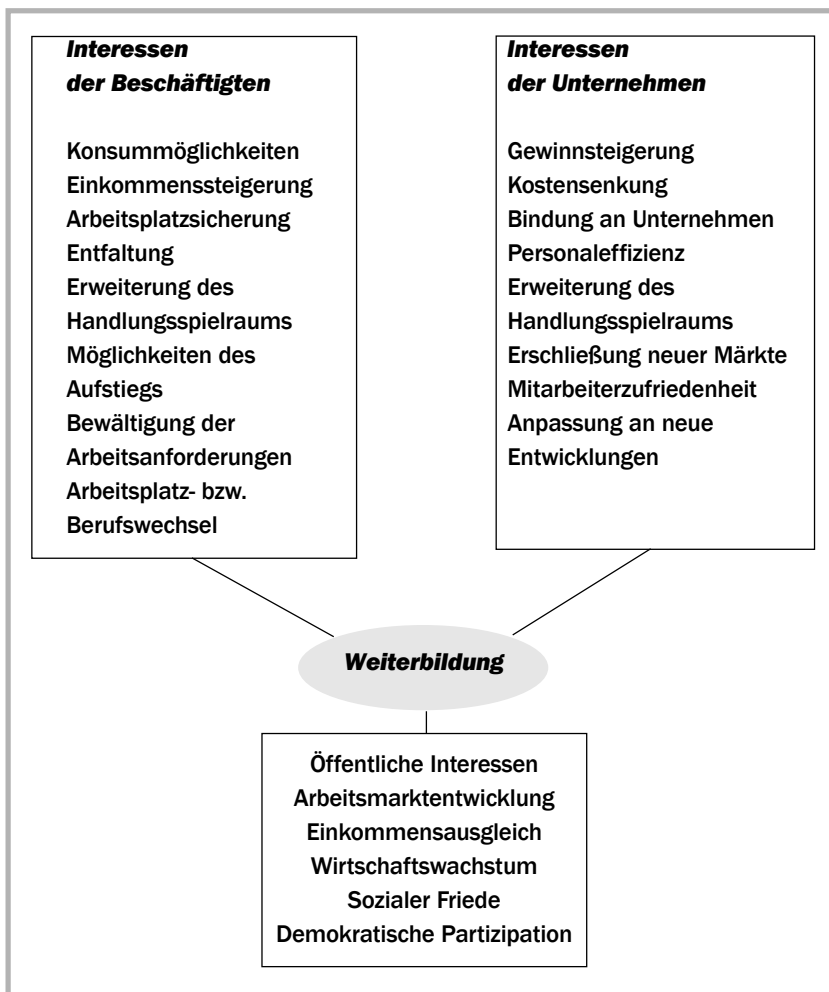 Interessen
der Beschäftigten
Konsummöglichkeiten
Einkommenssteigerung
Arbeitsplatzsicherung
Entfaltung
Erweiterung des
Handlungsspielraums
Möglichkeiten des
Aufstiegs
Bewältigung der
Arbeitsanforderungen
Arbeitsplatz- bzw.
Berufswechsel
Interessen
der Unternehmen
Gewinnsteigerung
Kostensenkung
Bindung an Unternehmen
Personaleffizienz
Erweiterung des
Handlungsspielraums
Erschließung neuer Märkte
Mitarbeiterzufriedenheit
Anpassung an neue
Entwicklungen
Weiterbildung
Öffentliche Interessen
Arbeitsmarktentwicklung
Einkommensausgleich
Wirtschaftswachstum
Sozialer Friede
Demokratische Partizipation